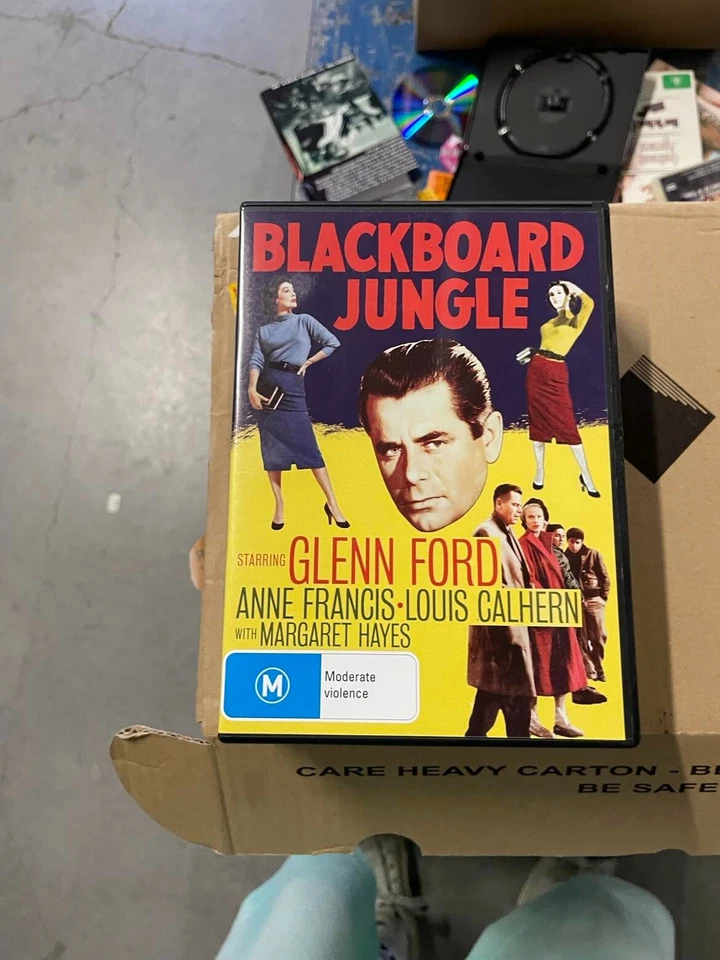 BLACKBOARD
JUNGLE
STARRING GLENN FORD
ANNE FRANCIS • LOUIS CALHERN
WITH MARGARET HAYES
M
Moderate
violence
CARE HEAVY CARTON - BE
BE SAFE